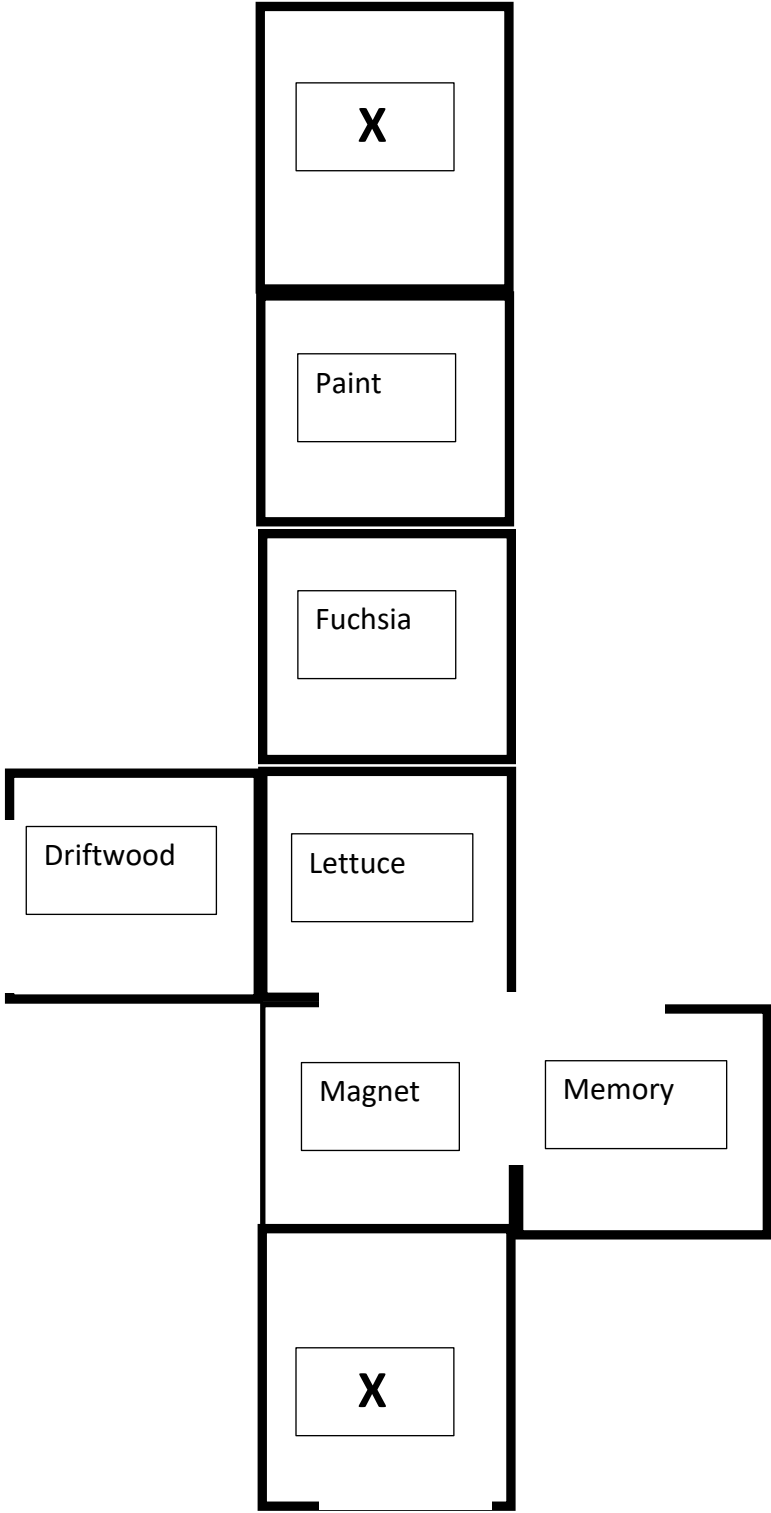 X
Paint
Fuchsia
Driftwood
Lettuce
Magnet
Memory
X